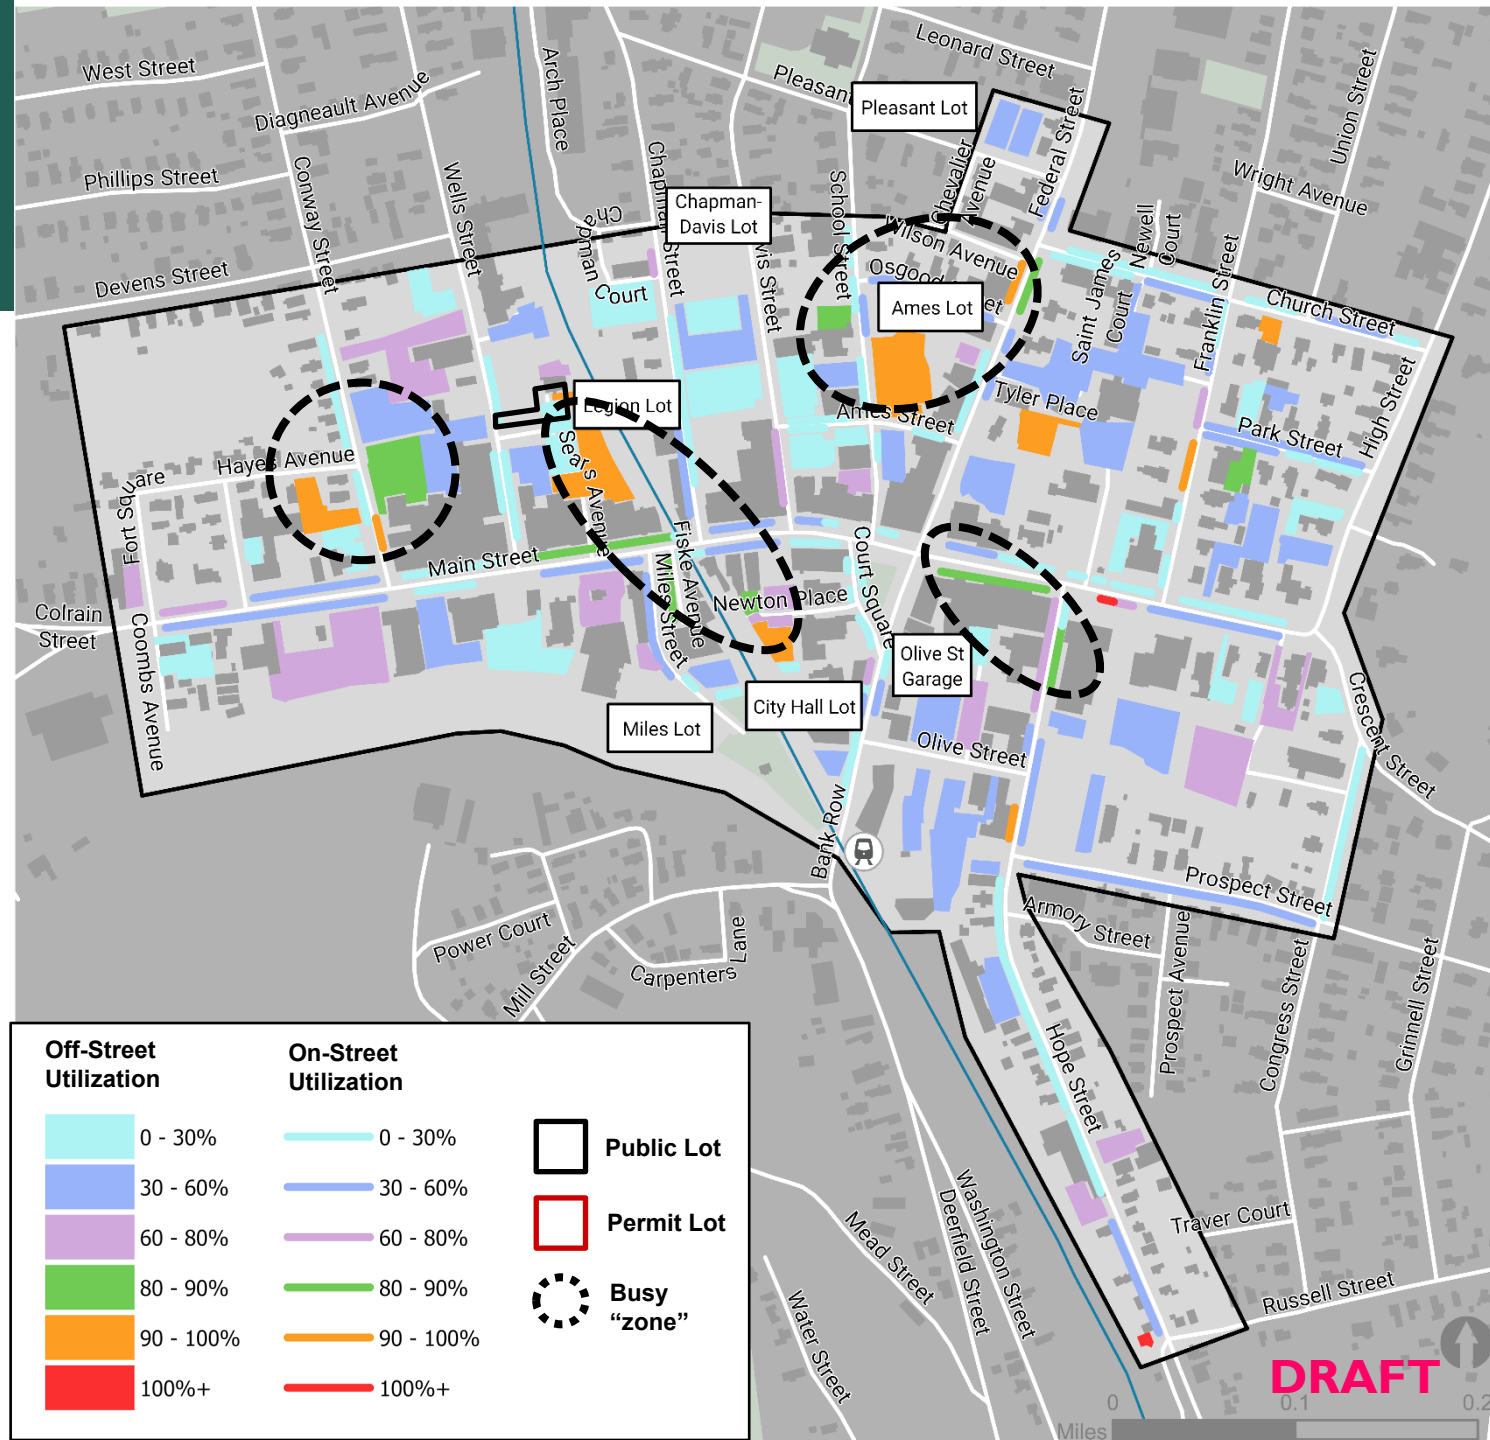 West Street
Diagneault Avenue
Phillips Street
Devens Street
Conway Street
Wells Street
Arch Place
Chapman Street
Chapman
Court
Davis Street
School Street
Pleasant
Leonard Street
Pleasant Lot
Chevalier
Avenue
Federal Street
Wright Avenue
Union Street
Chapman-
Davis Lot
Wilson Avenue
Osgood Street
Ames Lot
Newell
Court
Saint James
Court
Franklin Street
Church Street
High Street
Legion Lot
Ames Street
Tyler Place
Park Street
Hayes Avenue
Fort Square
Sears Avenue
Main Street
Fiske Avenue
Miles Street
Newton Place
Court Square
Colrain
Street
Coombs Avenue
Olive St
Garage
City Hall Lot
Miles Lot
Olive Street
Crescent Street
Bank Row
Prospect Street
Armory Street
Prospect Avenue
Congress Street
Grinnell Street
Power Court
Mill Street
Carpenters Lane
Hope Street
Traver Court
Russell Street
Washington Street
Deerfield Street
Mead Street
Water Street
Off-Street
Utilization
0 - 30%
30 - 60%
60 - 80%
80 - 90%
90 - 100%
100%+
On-Street
Utilization
0 - 30%
30 - 60%
60 - 80%
80 - 90%
90 - 100%
100%+
Public Lot
Permit Lot
Busy
“zone”
DRAFT
0 0.1 0.2
Miles